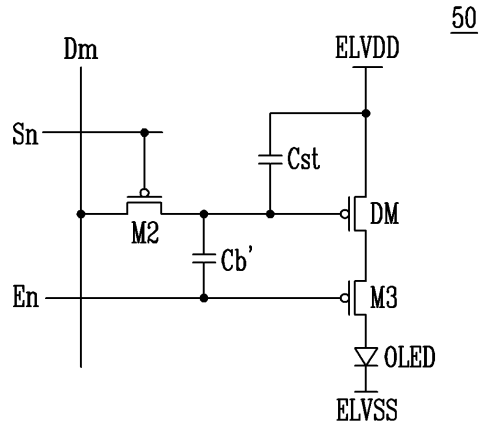 50
Dm
ELVDD
Sn
Cst
M2
DM
Cb'
En
M3
OLED
ELVSS